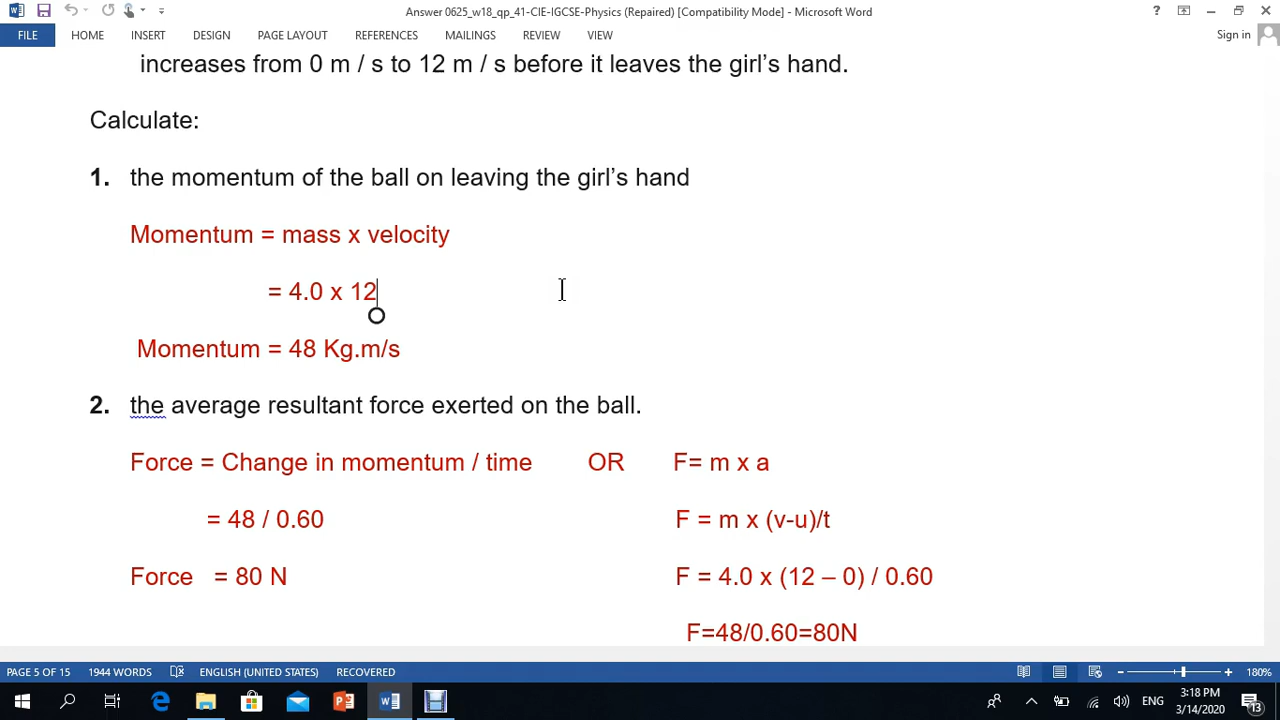 Answer 0625_w18_qp_41-CIE-IGCSE-Physics (Repaired) [Compatibility Mode] - Microsoft Word
FILE HOME INSERT DESIGN PAGE LAYOUT REFERENCES MAILINGS REVIEW VIEW Sign in
increases from 0 m / s to 12 m / s before it leaves the girl’s hand.
Calculate:
1. the momentum of the ball on leaving the girl’s hand
Momentum = mass x velocity
= 4.0 x 12
Momentum = 48 Kg.m/s
2. the average resultant force exerted on the ball.
Force = Change in momentum / time OR F= m x a
= 48 / 0.60 F = m x (v-u)/t
Force = 80 N F = 4.0 x (12 – 0) / 0.60
F=48/0.60=80N
PAGE 5 OF 15 1944 WORDS ENGLISH (UNITED STATES) RECOVERED 180%
ENG 3:18 PM
3/14/2020 13